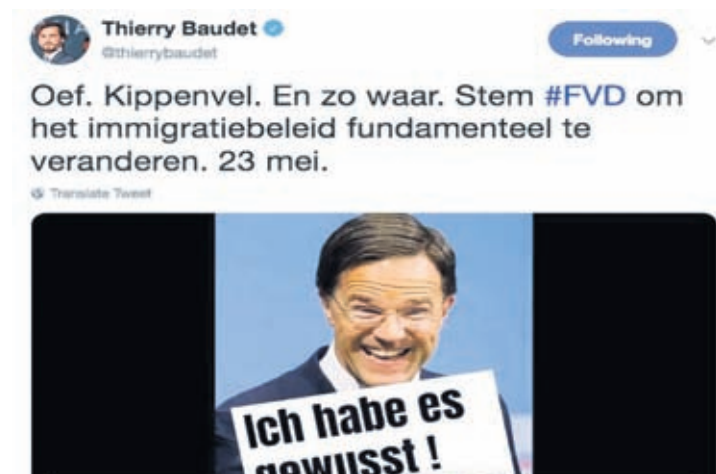 Thierry Baudet
@thierrybaudet
Following
Oef. Kippenvel. En zo waar. Stem #FVD om
het immigratiebeleid fundamenteel te
veranderen. 23 mei.
Translate Tweet
Ich habe es
gewusst !